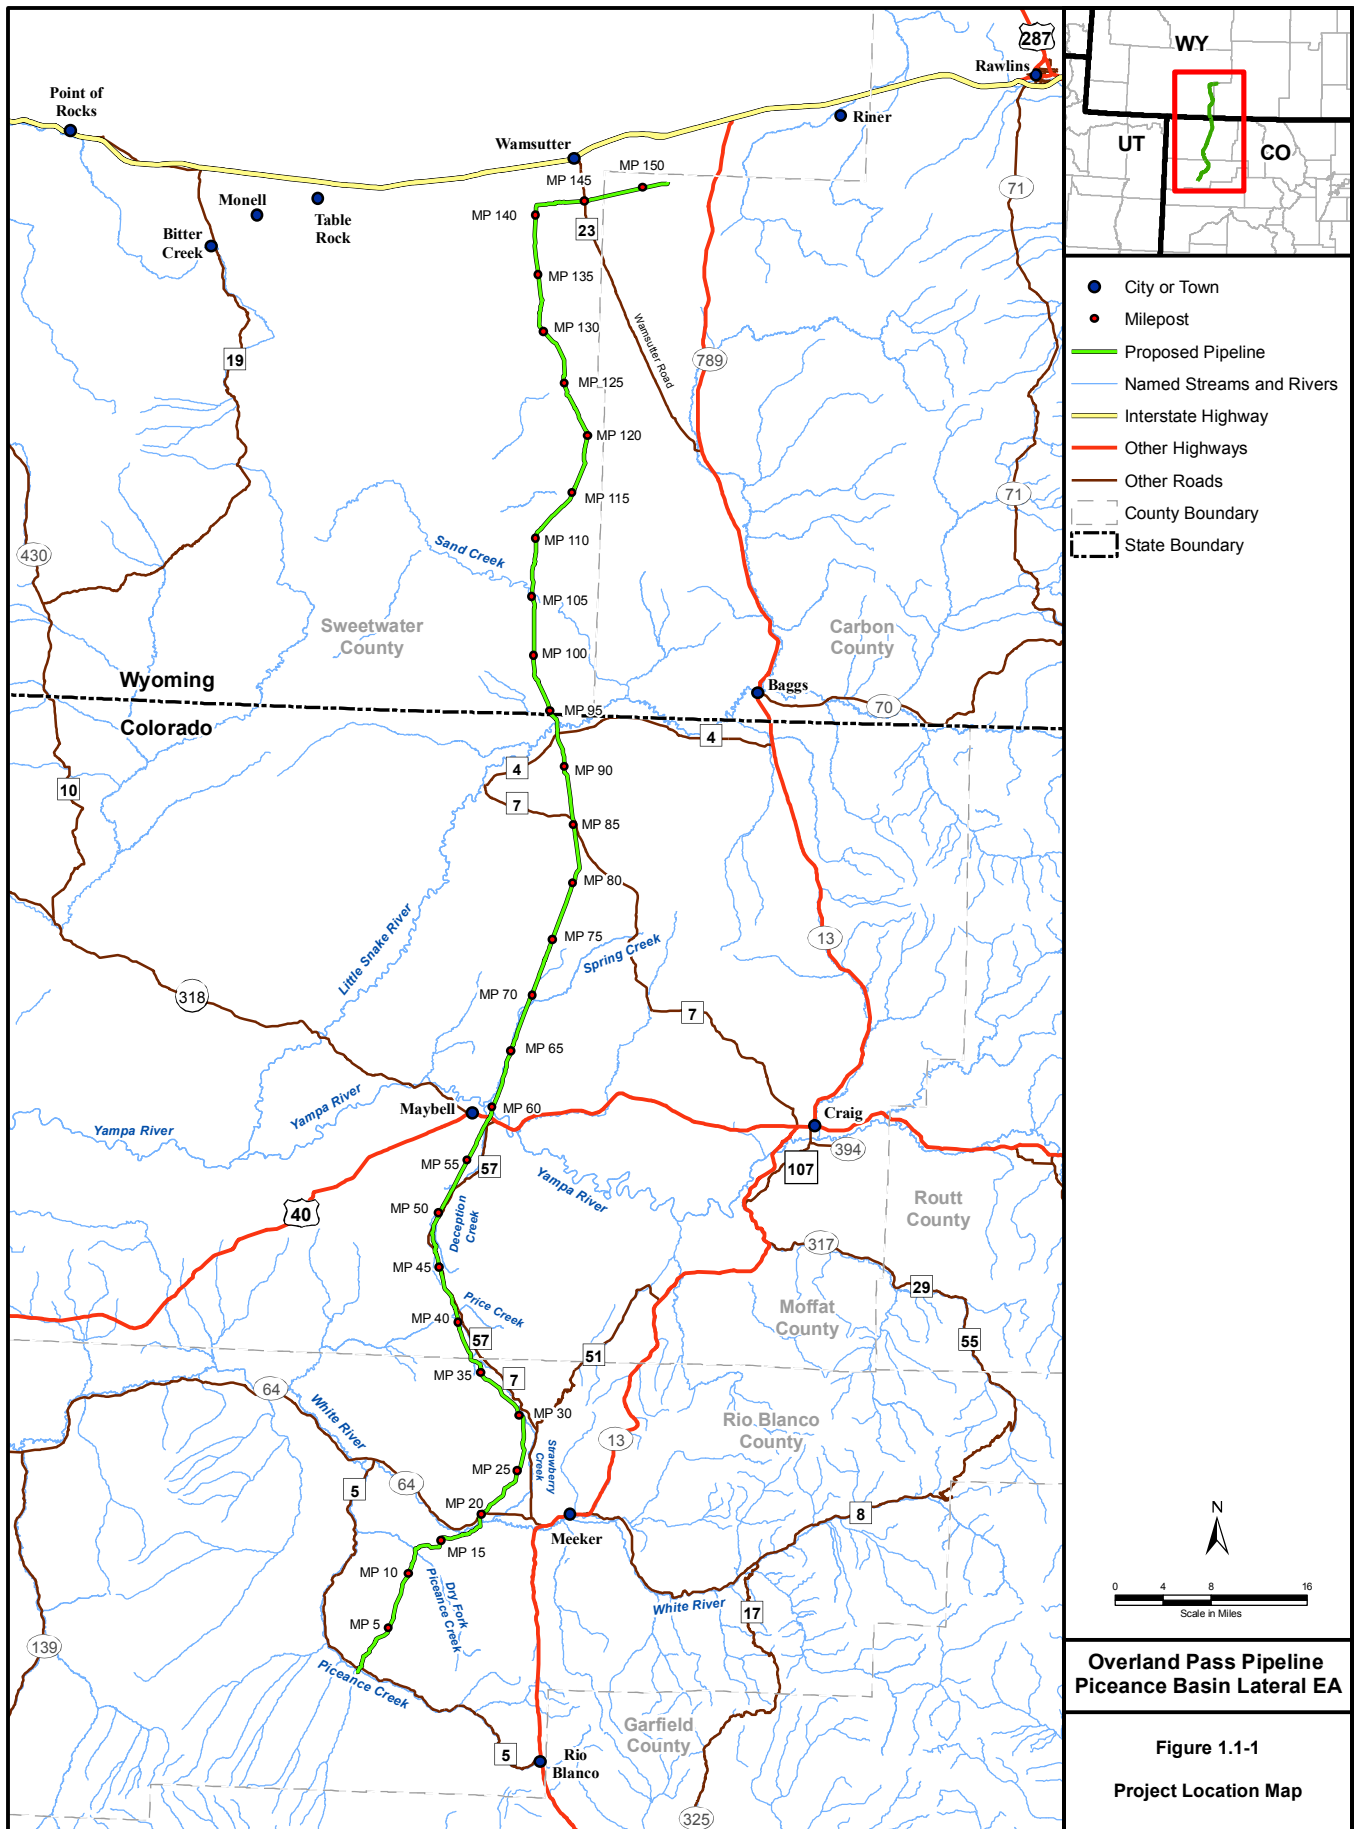 287
Rawlins
Point of
Rocks
Riner
Wamsutter
MP 150
MP 145
71
Monell
Table
Rock
MP 140
23
Bitter
Creek
MP 135
Wamsutter Road
MP 130
19
789
MP 125
MP 120
MP 115
71
MP 110
Sand Creek
430
MP 105
Sweetwater
County
Carbon
County
MP 100
Wyoming
Baggs
MP 95
70
Colorado
4
4
MP 90
10
7
MP 85
MP 80
Little Snake River
MP 75
13
Spring Creek
318
MP 70
7
MP 65
Yampa River
Maybell
MP 60
Craig
Yampa River
394
MP 55
57
107
Yampa River
40
MP 50
Deception
Creek
Routt
County
317
MP 45
29
Price Creek
Moffat
County
MP 40
57
51
55
MP 35
7
64
White River
MP 30
Rio Blanco
County
13
Strawberry
Creek
MP 25
64
5
MP 20
8
Meeker
MP 15
MP 10
Dry Fork
Piceance Creek
White River
17
MP 5
139
Piceance Creek
Garfield
County
5
Rio
Blanco
325
WY
UT
CO
City or Town
Milepost
Proposed Pipeline
Named Streams and Rivers
Interstate Highway
Other Highways
Other Roads
County Boundary
State Boundary
N
0 4 8 16
Scale in Miles
Overland Pass Pipeline
Piceance Basin Lateral EA
Figure 1.1-1
Project Location Map